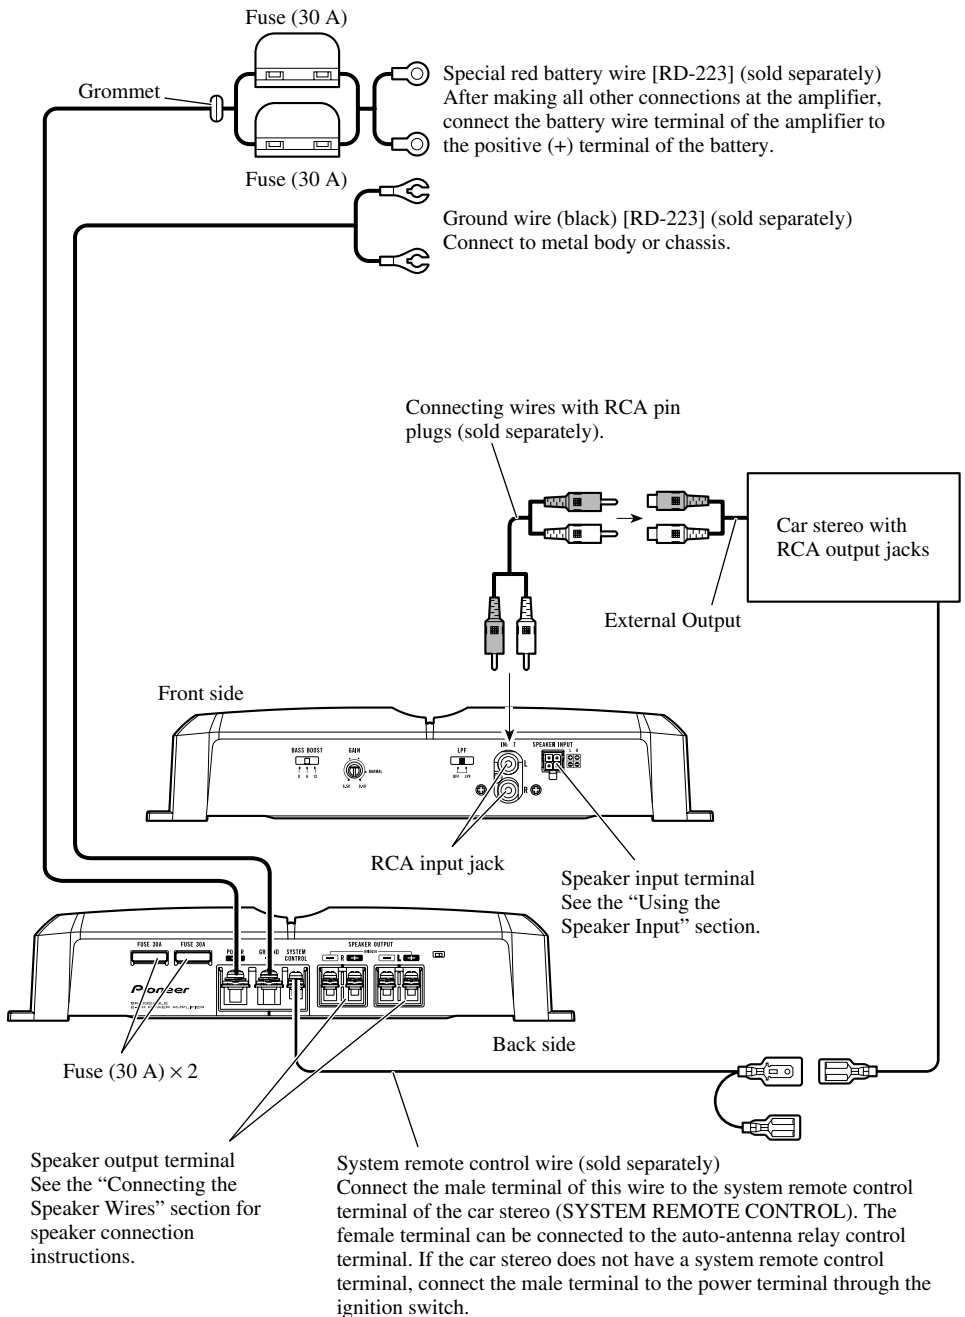 Fuse (30 A)
Grommet
Special red battery wire [RD-223] (sold separately)
After making all other connections at the amplifier,
connect the battery wire terminal of the amplifier to
the positive (+) terminal of the battery.
Fuse (30 A)
Ground wire (black) [RD-223] (sold separately)
Connect to metal body or chassis.
Connecting wires with RCA pin
plugs (sold separately).
Car stereo with
RCA output jacks
External Output
Front side
BASS BOOST
GAIN
LPF
SPEAKER INPUT
L R
L
NORMAL
OFF LPF
R
RCA input jack
Speaker input terminal
See the “Using the
Speaker Input” section.
FUSE 30A FUSE 30A
SYSTEM
CONTROL
SPEAKER OUTPUT
BRIDGED
− R + − L +
Pioneer
Back side
Fuse (30 A) × 2
Speaker output terminal
See the “Connecting the
Speaker Wires” section for
speaker connection
instructions.
System remote control wire (sold separately)
Connect the male terminal of this wire to the system remote control
terminal of the car stereo (SYSTEM REMOTE CONTROL). The
female terminal can be connected to the auto-antenna relay control
terminal. If the car stereo does not have a system remote control
terminal, connect the male terminal to the power terminal through the
ignition switch.